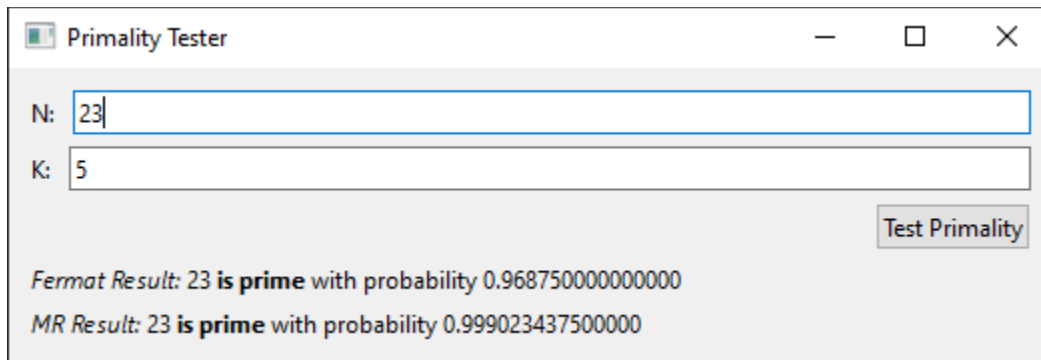 Primality Tester
N: 23
K: 5
Test Primality
Fermat Result: 23 is prime with probability 0.968750000000000
MR Result: 23 is prime with probability 0.999023437500000